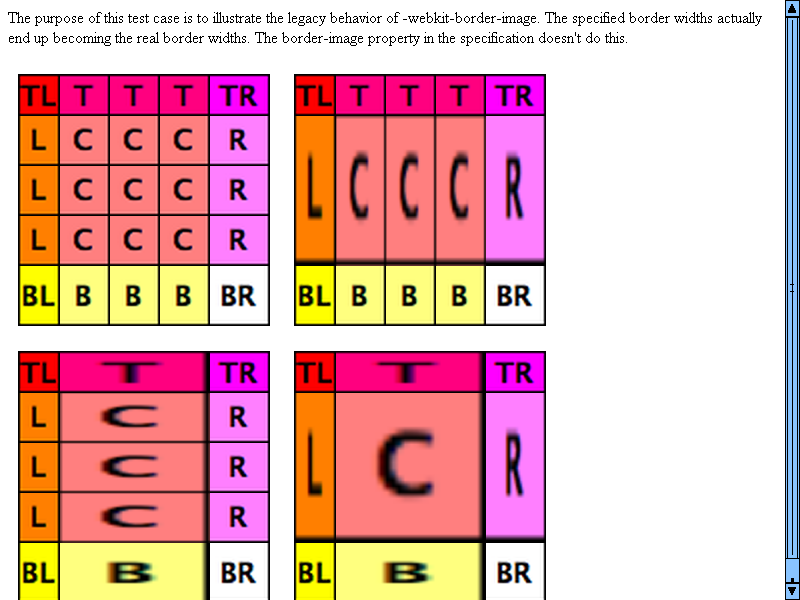 The purpose of this test case is to illustrate the legacy behavior of -webkit-border-image. The specified border widths actually
end up becoming the real border widths. The border-image property in the specification doesn't do this.
TL T T T TR TL T T T TR
L C C C R L C C C R
L C C C R
L C C C R
BL B B B BR BL B B B BR
TL T TR TL T TR
L C R L C R
L C R
L C R
BL B BR BL B BR